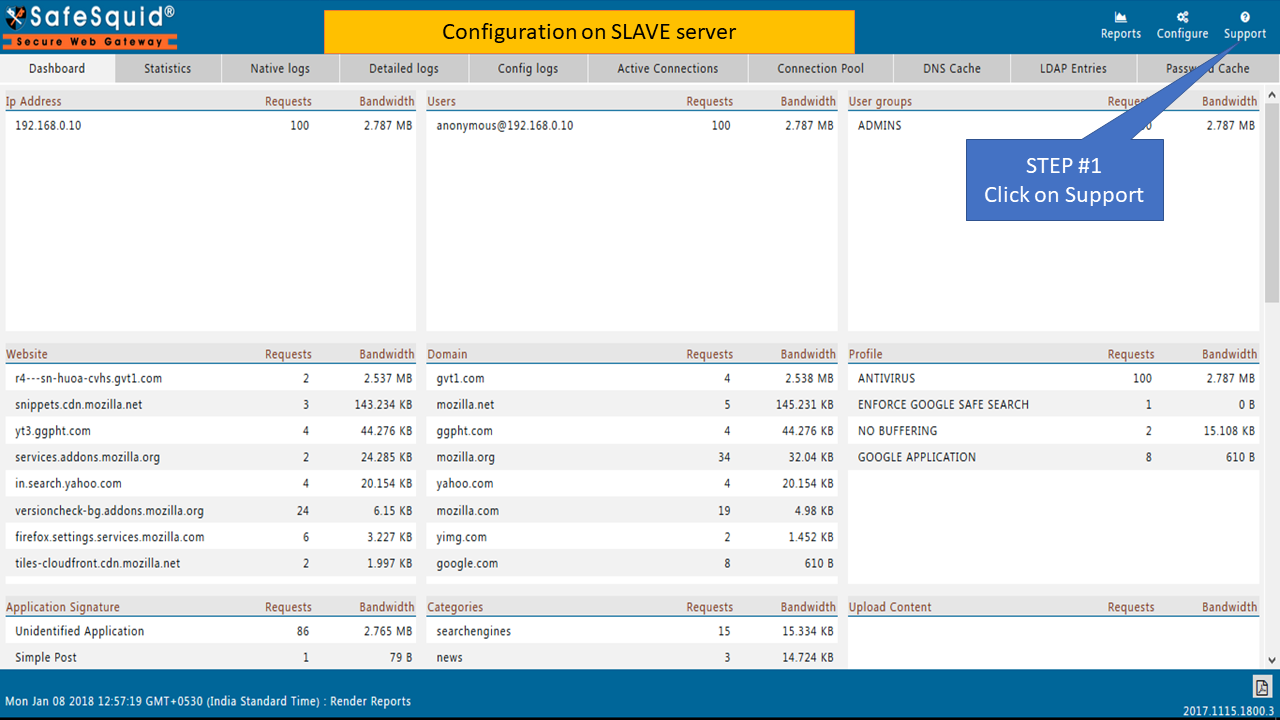 SafeSquid®
Secure Web Gateway
Configuration on SLAVE server
Reports Configure Support
Dashboard Statistics Native logs Detailed logs Config logs Active Connections Connection Pool DNS Cache LDAP Entries Cache
Ip Address Requests Bandwidth
192.168.0.10 100 2.787 MB
Users Requests Bandwidth
anonymous@192.168.0.10 100 2.787 MB
User groups Bandwidth
ADMINS 2.787 MB
STEP #1
Click on Support
Website Requests Bandwidth
r4---sn-huoa-cvhs.gvt1.com 2 2.537 MB
snippets.cdn.mozilla.net 3 143.234 KB
yt3.ggpht.com 4 44.276 KB
services.addons.mozilla.org 2 24.285 KB
in.search.yahoo.com 4 20.154 KB
versioncheck-bg.addons.mozilla.org 24 6.15 KB
firefox.settings.services.mozilla.com 6 3.227 KB
tiles-cloudfront.cdn.mozilla.net 2 1.997 KB
Domain Requests Bandwidth
gvt1.com 4 2.538 MB
mozilla.net 5 145.231 KB
ggpht.com 4 44.276 KB
mozilla.org 34 32.04 KB
yahoo.com 4 20.154 KB
mozilla.com 19 4.98 KB
yimg.com 2 1.452 KB
google.com 8 610 B
Profile Requests Bandwidth
ANTIVIRUS 100 2.787 MB
ENFORCE GOOGLE SAFE SEARCH 1 0 B
NO BUFFERING 2 15.108 KB
GOOGLE APPLICATION 8 610 B
Application Signature Requests Bandwidth
Unidentified Application 86 2.765 MB
Simple Post 1 79 B
Categories Requests Bandwidth
searchengines 15 15.334 KB
news 3 14.724 KB
Upload Content Requests Bandwidth
Mon Jan 08 2018 12:57:19 GMT+0530 (India Standard Time) : Render Reports
2017.1115.1800.3